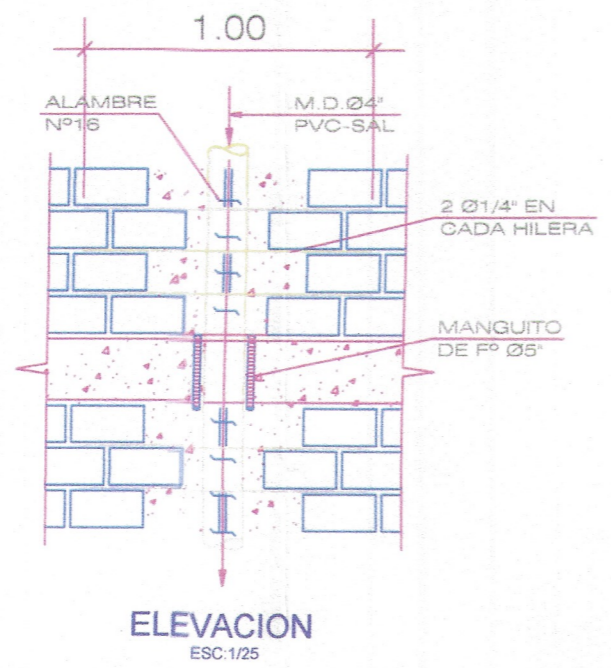 1.00
ALAMBRE
Nº16
M.D.Ø4"
PVC-SAL
2 Ø1/4" EN
CADA HILERA
MANGUITO
DE Fº Ø5"
ELEVACION
ESC:1/25